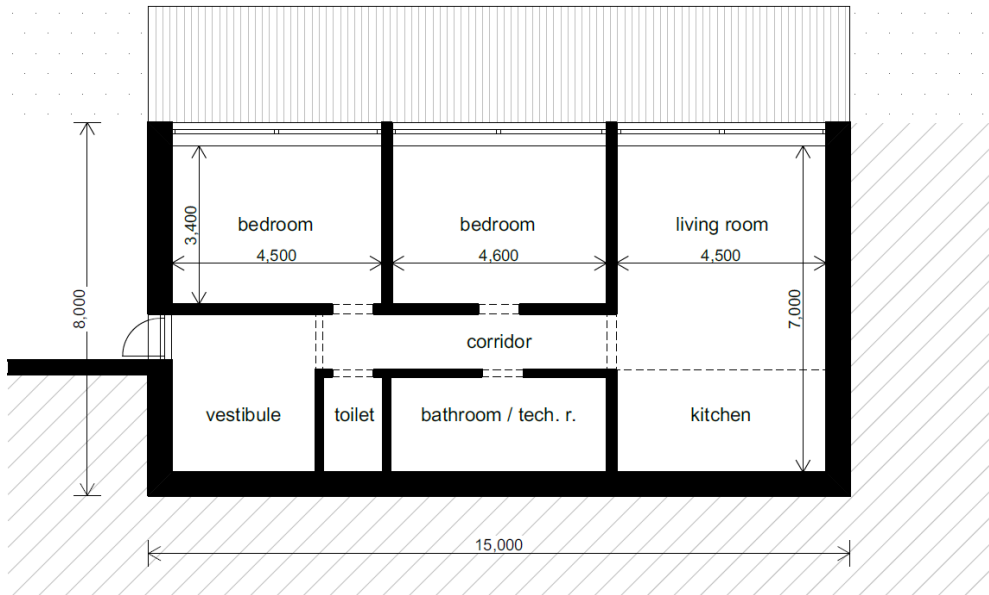 bedroom
bedroom
living room
3,400
4,500
4,600
4,500
8,000
7,000
corridor
vestibule
toilet
bathroom / tech. r.
kitchen
15,000